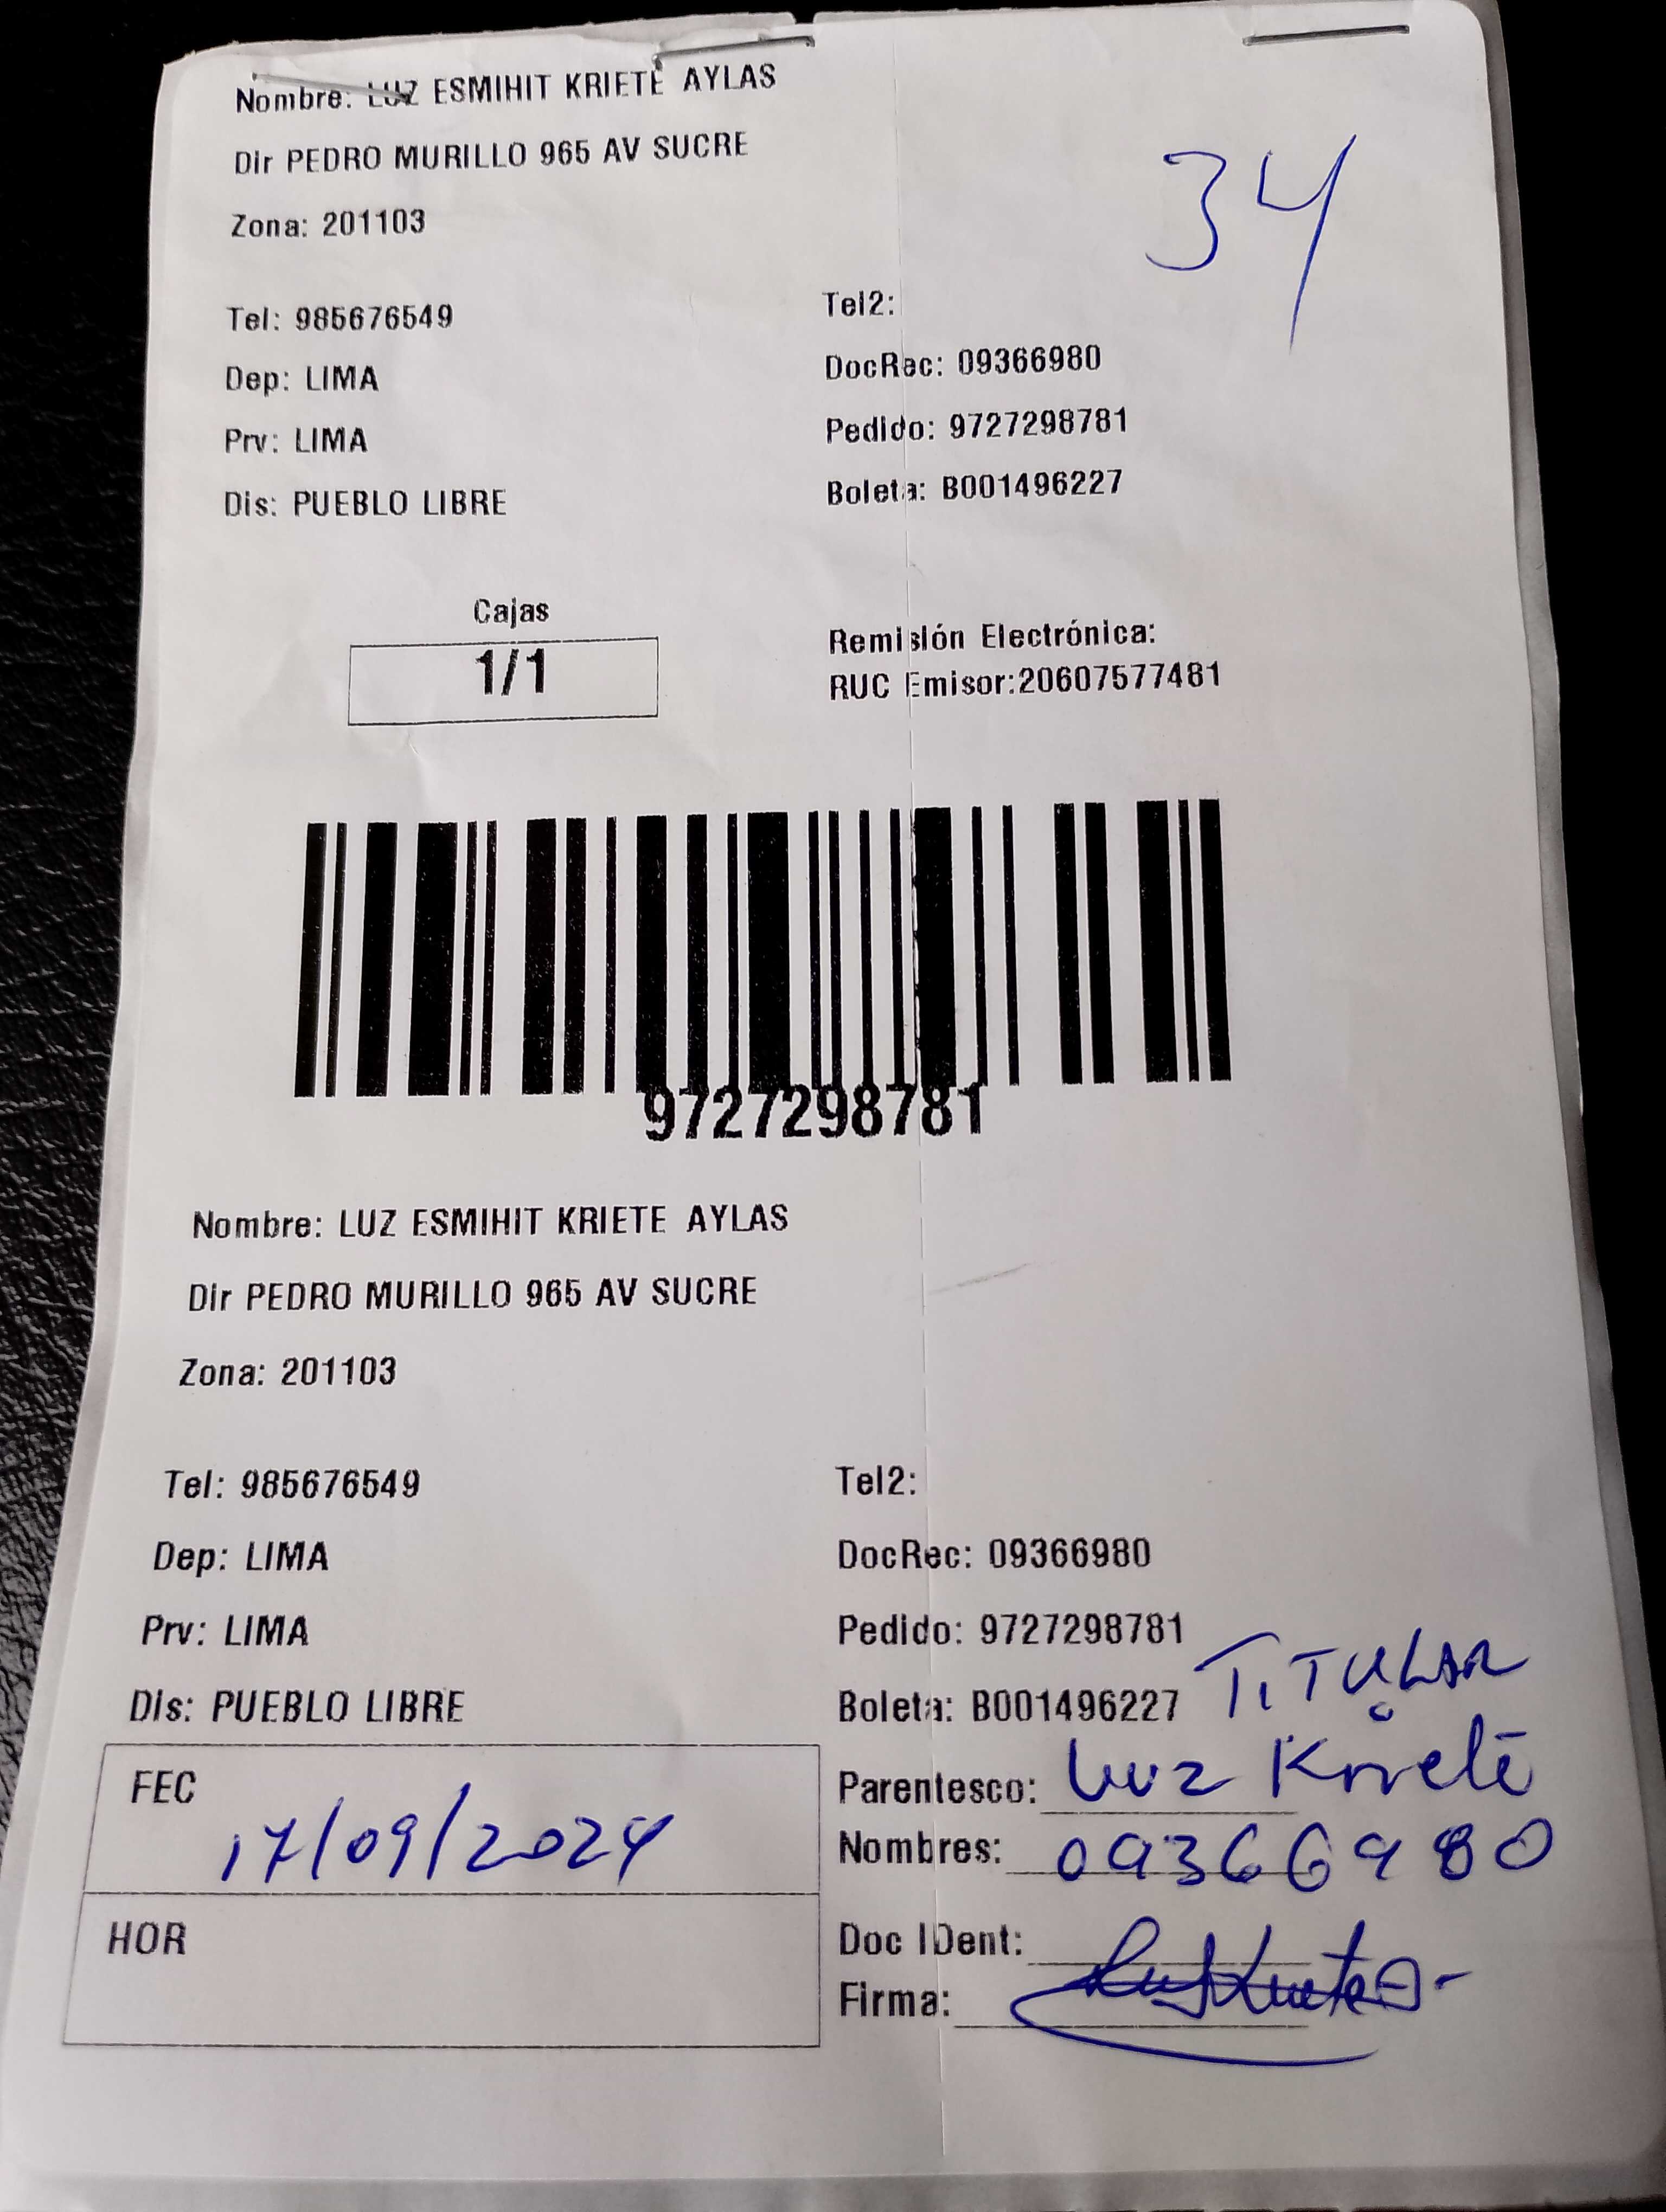 Nombre: LUZ ESMIHIT KRIETE AYLAS
Dir PEDRO MURILLO 965 AV SUCRE
34
Zona: 201103
Tel: 985676549
Tel2:
Dep: LIMA
DocRec: 09366980
Prv: LIMA
Pedido: 9727298781
Dis: PUEBLO LIBRE
Boleta: B001496227
Cajas
1/1
Remisión Electrónica:
RUC Emisor:20607577481
9727298781
Nombre: LUZ ESMIHIT KRIETE AYLAS
Dir PEDRO MURILLO 965 AV SUCRE
Zona: 201103
Tel: 985676549
Tel2:
Dep: LIMA
DocRec: 09366980
Prv: LIMA
Pedido: 9727298781
Dis: PUEBLO LIBRE
Boleta: B001496227 TITULAR
FEC
17/09/2024
Parentesco: Luz Kriete
Nombres: 09366980
HOR
Doc IDent:
Firma: Luz Kriete